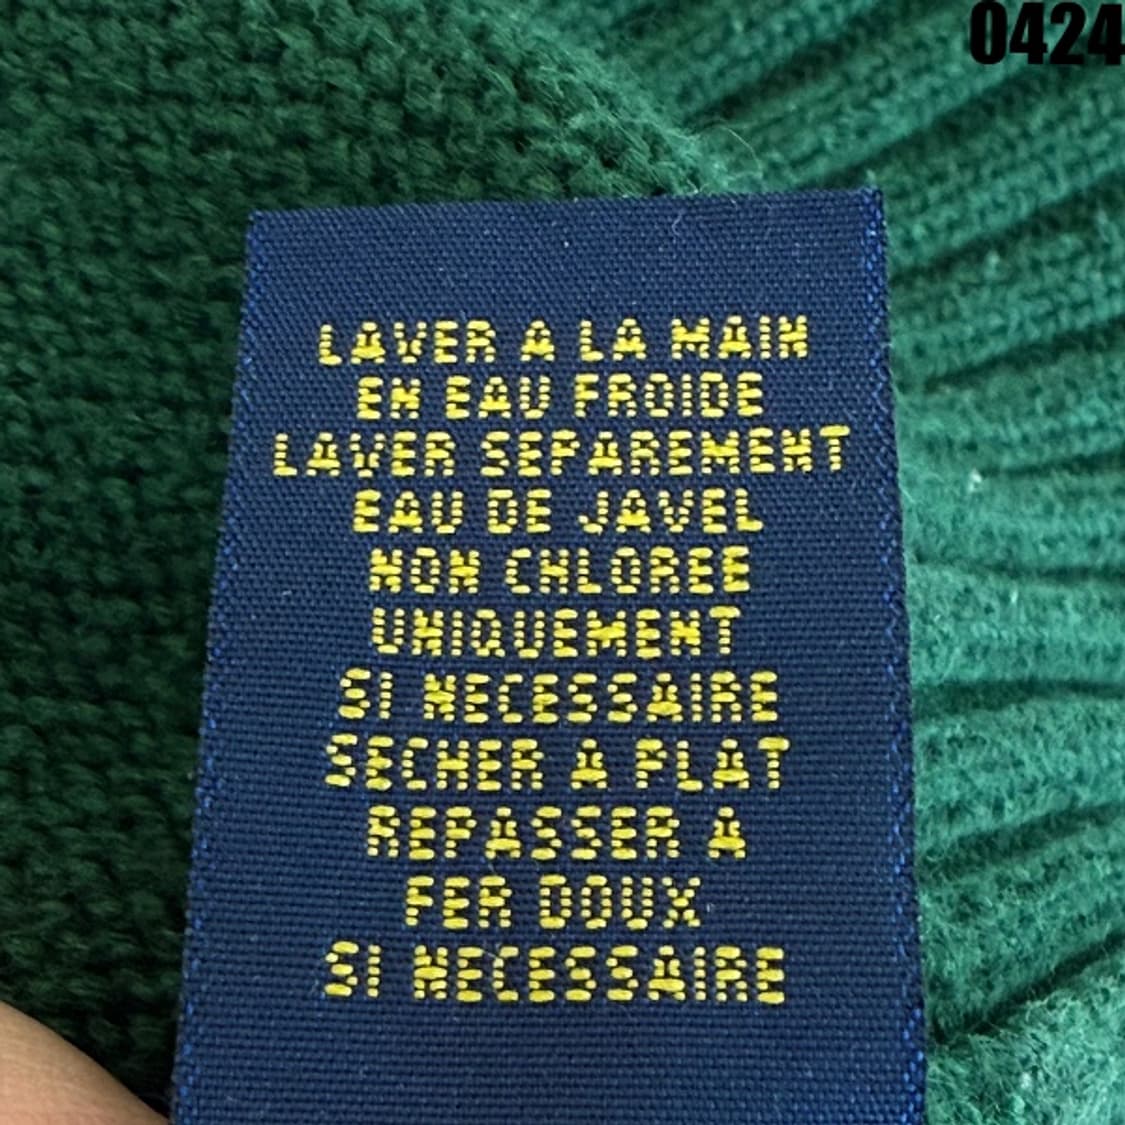 0424
LAVER A LA MAIN
EN EAU FROIDE
LAVER SEPAREMENT
EAU DE JAVEL
NON CHLOREE
UNIQUEMENT
SI NECESSAIRE
SECHER A PLAT
REPASSER A
FER DOUX
SI NECESSAIRE